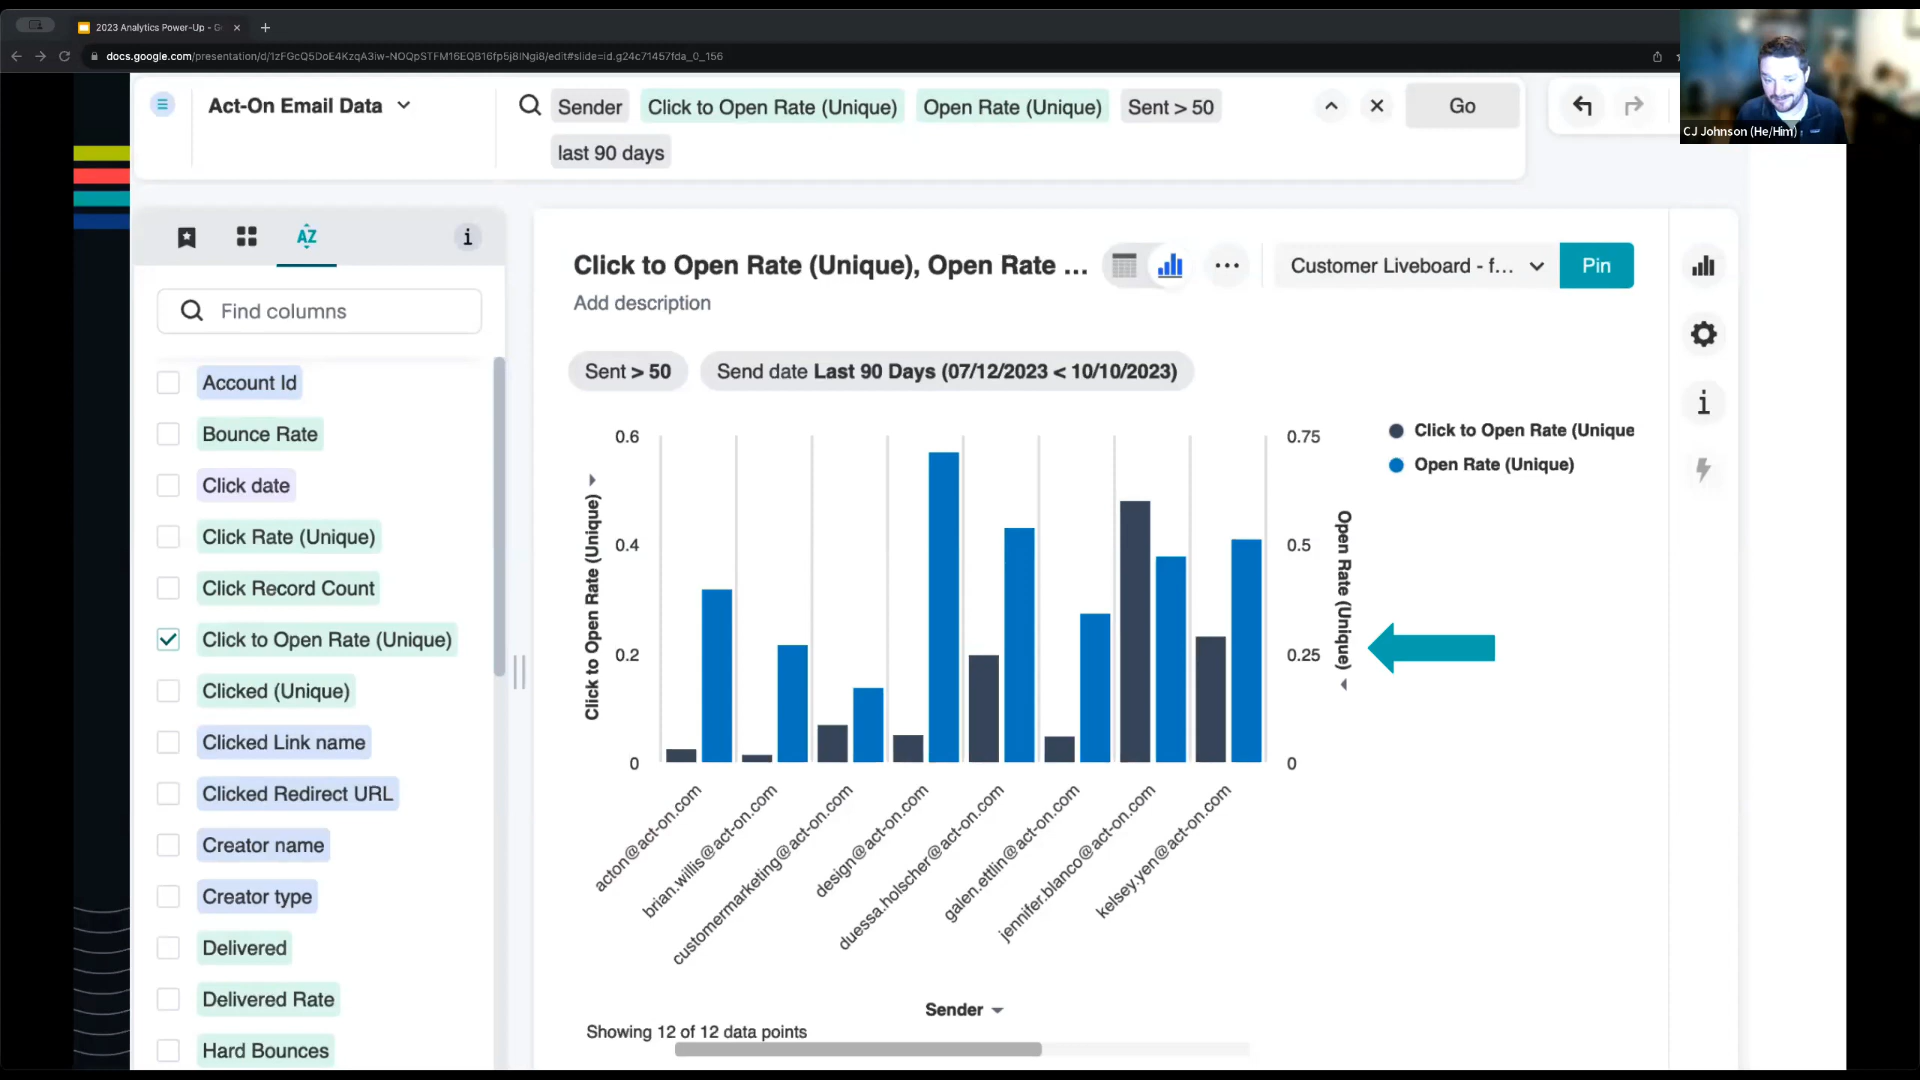 2023 Analytics Power-Up - G
docs.google.com/presentation/d/1zFGcQ5DoE4KzqA3iw-NOQpSTFM16EQB16fp5j8INgi8/edit#slide=id.g24c71457fda_0_156
CJ Johnson (He/Him)
Act-On Email Data
Sender Click to Open Rate (Unique) Open Rate (Unique) Sent > 50
last 90 days
Go
AZ
i
Find columns
Account Id
Bounce Rate
Click date
Click Rate (Unique)
Click Record Count
Click to Open Rate (Unique)
Clicked (Unique)
Clicked Link name
Clicked Redirect URL
Creator name
Creator type
Delivered
Delivered Rate
Hard Bounces
Click to Open Rate (Unique), Open Rate ...
Add description
Customer Liveboard - f...
Pin
Sent > 50
Send date Last 90 Days (07/12/2023 < 10/10/2023)
Click to Open Rate (Unique)
0.6
0.4
0.2
0
0.75
0.5
0.25
0
Open Rate (Unique)
Click to Open Rate (Unique
Open Rate (Unique)
i
acton@act-on.com
brian.willis@act-on.com
customermarketing@act-on.com
design@act-on.com
duessa.holscher@act-on.com
galen.ettlin@act-on.com
jennifer.blanco@act-on.com
kelsey.yen@act-on.com
Sender
Showing 12 of 12 data points